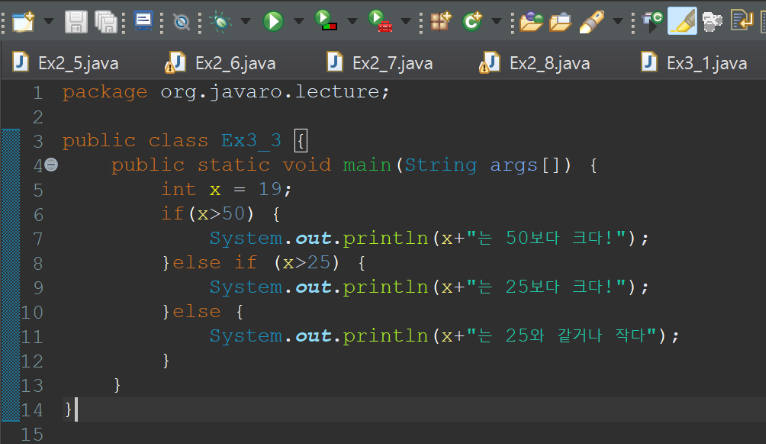 Ex2_5.java Ex2_6.java Ex2_7.java Ex2_8.java Ex3_1.java
1 package org.javaro.lecture;
2
3 public class Ex3_3 {
4 public static void main(String args[]) {
5 int x = 19;
6 if(x>50) {
7 System.out.println(x+"는 50보다 크다!");
8 }else if (x>25) {
9 System.out.println(x+"는 25보다 크다!");
10 }else {
11 System.out.println(x+"는 25와 같거나 작다");
12 }
13 }
14 }
15